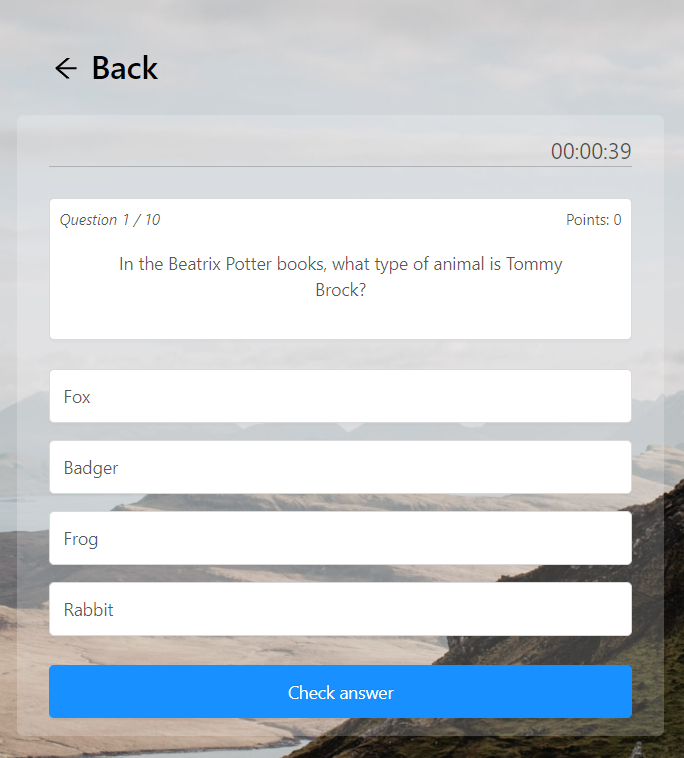 Back
00:00:39
Question 1 / 10
Points: 0
In the Beatrix Potter books, what type of animal is Tommy
Brock?
Fox
Badger
Frog
Rabbit
Check answer